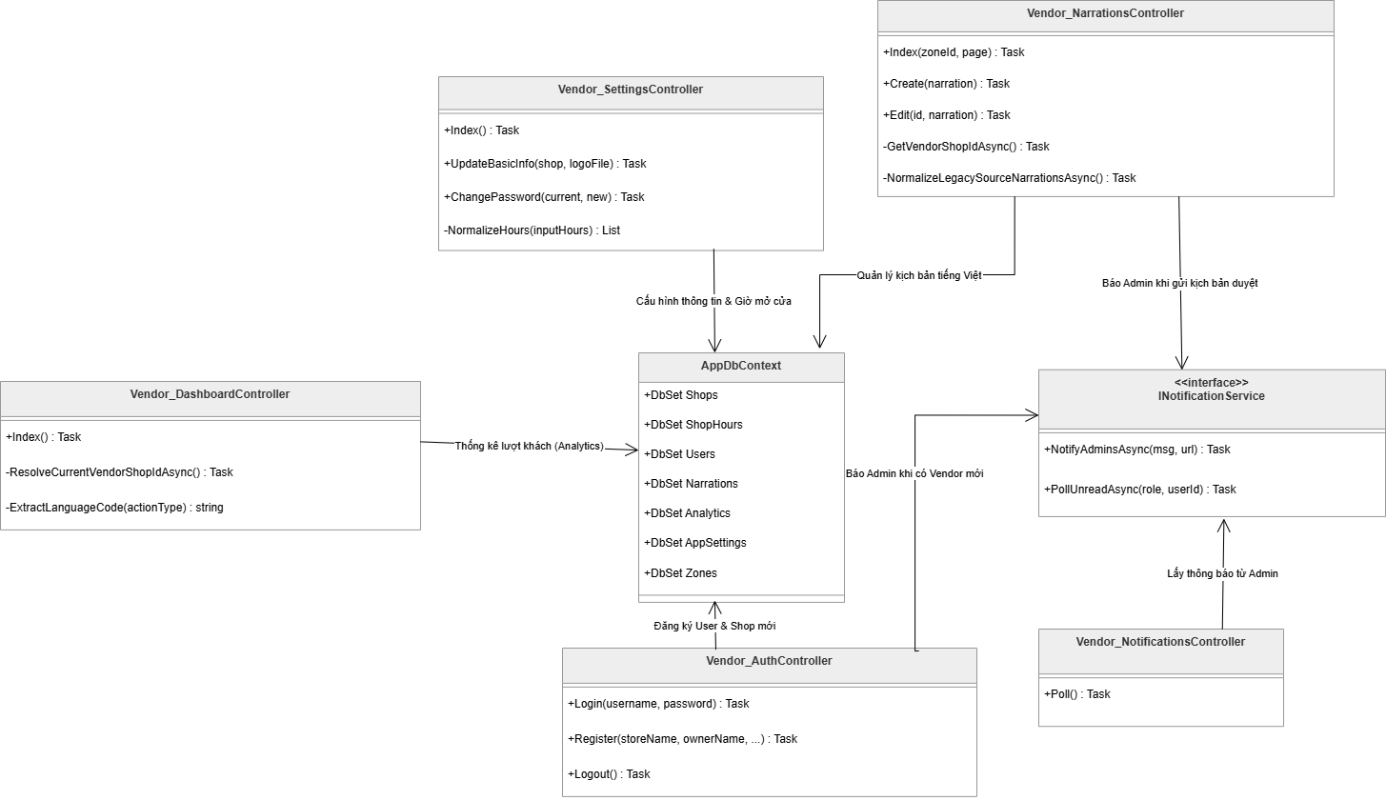 Vendor_NarrationsController
+Index(zoneId, page) : Task
+Create(narration) : Task
+Edit(id, narration) : Task
-GetVendorShopIdAsync() : Task
-NormalizeLegacySourceNarrationsAsync() : Task
Vendor_SettingsController
+Index() : Task
+UpdateBasicInfo(shop, logoFile) : Task
+ChangePassword(current, new) : Task
-NormalizeHours(inputHours) : List
Quản lý kịch bản tiếng Việt
Báo Admin khi gửi kịch bản duyệt
Cấu hình thông tin & Giờ mở cửa
AppDbContext
+DbSet Shops
+DbSet ShopHours
+DbSet Users
+DbSet Narrations
+DbSet Analytics
+DbSet AppSettings
+DbSet Zones
Vendor_DashboardController
+Index() : Task
-ResolveCurrentVendorShopIdAsync() : Task
-ExtractLanguageCode(actionType) : string
Thống kê lượt khách (Analytics)
<<interface>>
INotificationService
+NotifyAdminsAsync(msg, url) : Task
+PollUnreadAsync(role, userId) : Task
Báo Admin khi có Vendor mới
Lấy thông báo từ Admin
Đăng ký User & Shop mới
Vendor_NotificationsController
+Poll() : Task
Vendor_AuthController
+Login(username, password) : Task
+Register(storeName, ownerName, ...) : Task
+Logout() : Task